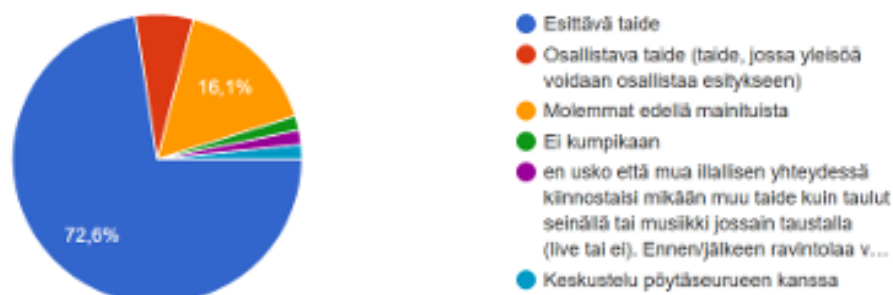 16,1%
72,6%
Esittävä taide
Osallistava taide (taide, jossa yleisöä
voidaan osallistaa esitykseen)
Molemmat edellä mainituista
Ei kumpikaan
en usko että mua illallisen yhteydessä
kiinnostaisi mikään muu taide kuin taulut
seinällä tai musiikki jossain taustalla
(live tai ei). Ennen/jälkeen ravintolaa v…
Keskustelu pöytäseurueen kanssa